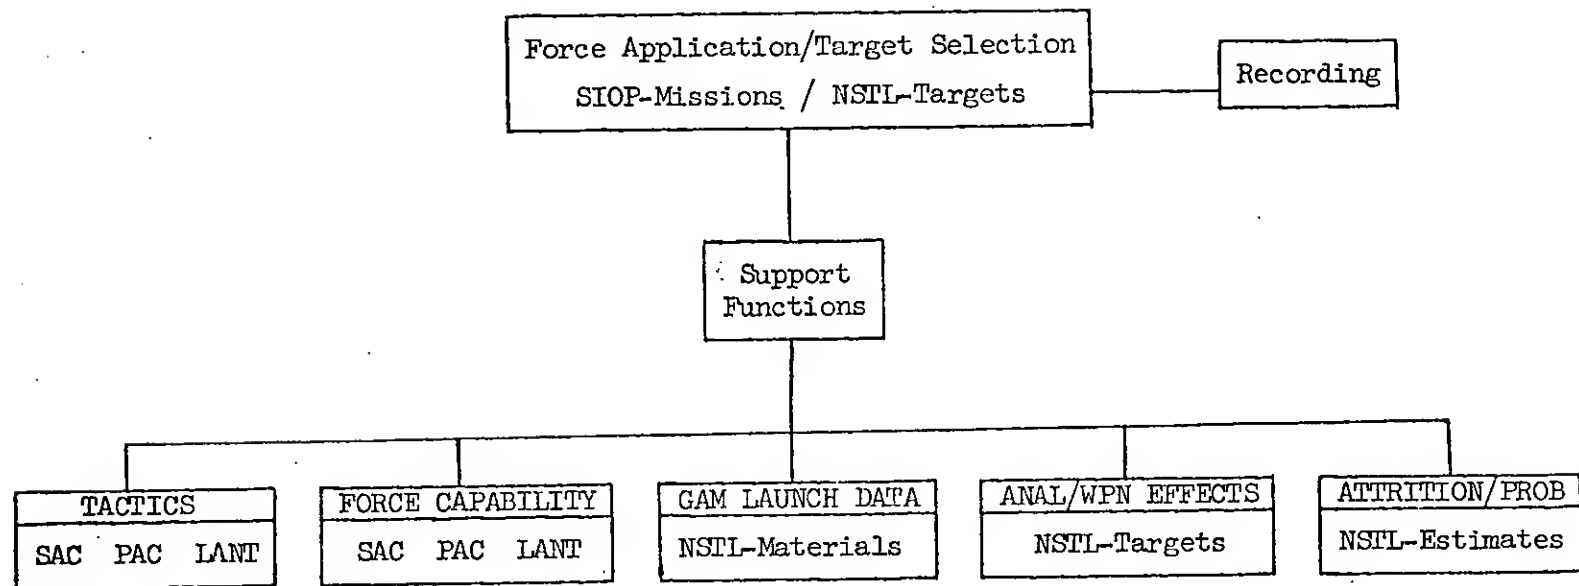 Force Application/Target Selection
SIOP-Missions / NSTL-Targets
Recording
Support
Functions
TACTICS
SAC PAC LANT
FORCE CAPABILITY
SAC PAC LANT
GAM LAUNCH DATA
NSTL-Materials
ANAL/WPN EFFECTS
NSTL-Targets
ATTRITION/PROB
NSTL-Estimates